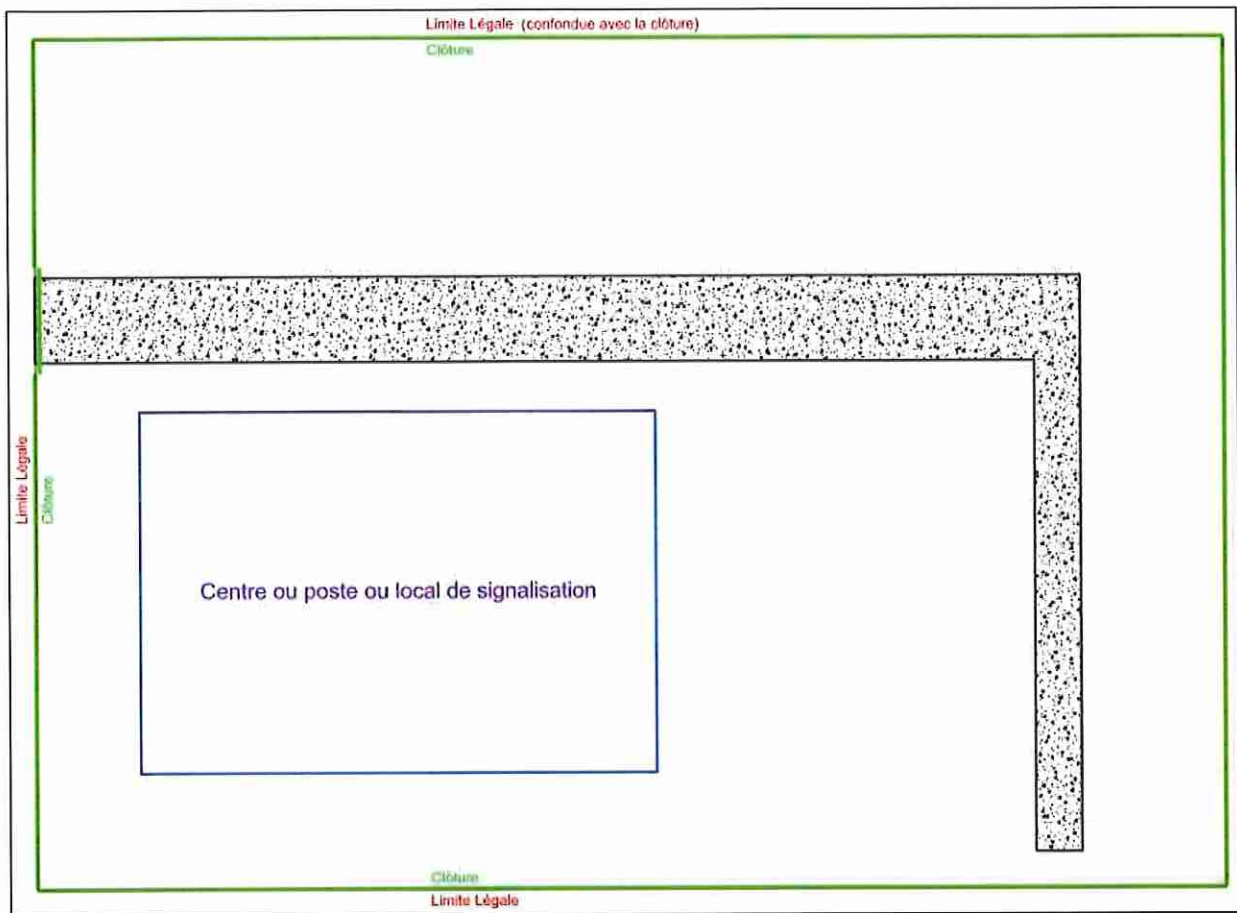 Limite Légale (confondue avec la clôture)
Clôture
Limite Légale
Clôture
Centre ou poste ou local de signalisation
Clôture
Limite Légale